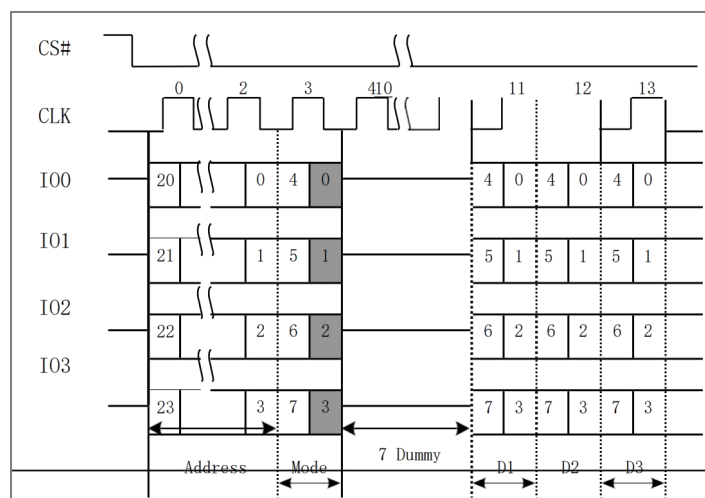 CS#
0 2 3 410 11 12 13
CLK
IO0 20 0 4 0 4 0 4 0 4 0
IO1 21 1 5 1 5 1 5 1 5 1
IO2 22 2 6 2 6 2 6 2 6 2
IO3 23 3 7 3 7 3 7 3 7 3
7 Dummy
Address Mode D1 D2 D3